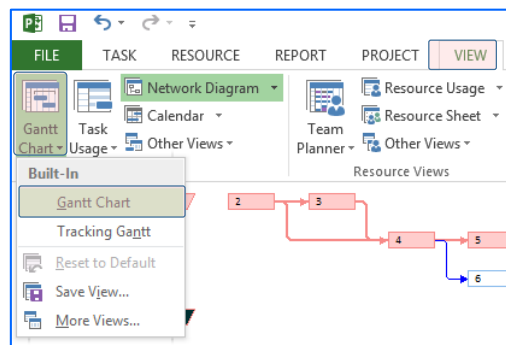 FILE TASK RESOURCE REPORT PROJECT VIEW
Gantt Chart
Task Usage
Network Diagram
Calendar
Other Views
Team Planner
Resource Usage
Resource Sheet
Other Views
Resource Views
Built-In
Gantt Chart
Tracking Gantt
Reset to Default
Save View...
More Views...
2 3
4 5
6